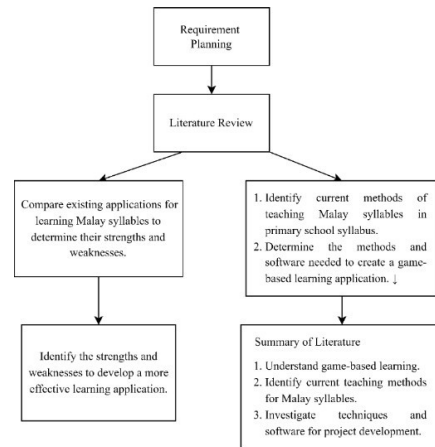 Requirement
Planning
Literature Review
Compare existing applications for
learning Malay syllables to
determine their strengths and
weaknesses.
1. Identify current methods of
teaching Malay syllables in
primary school syllabus.
2. Determine the methods and
software needed to create a game-
based learning application. ↓
Identify the strengths and
weaknesses to develop a more
effective learning application.
Summary of Literature
1. Understand game-based learning.
2. Identify current teaching methods
for Malay syllables.
3. Investigate techniques and
software for project development.